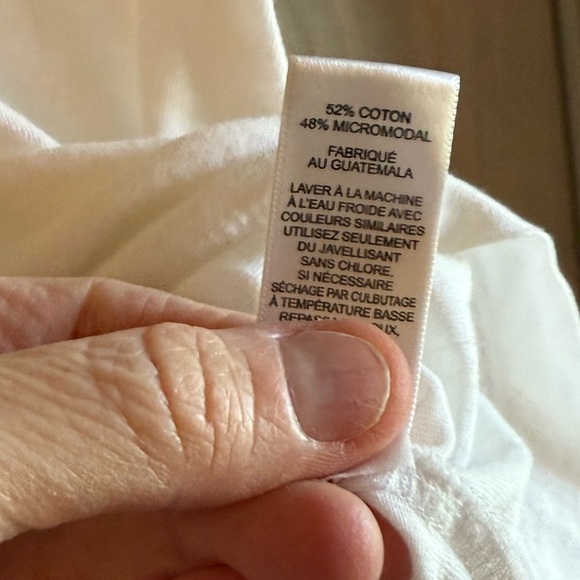 52% COTON
48% MICROMODAL
FABRIQUÉ
AU GUATEMALA
LAVER À LA MACHINE
À L'EAU FROIDE AVEC
COULEURS SIMILAIRES
UTILISEZ SEULEMENT
DU JAVELLISANT
SANS CHLORE,
SI NÉCESSAIRE
SÉCHAGE PAR CULBUTAGE
À TEMPÉRATURE BASSE